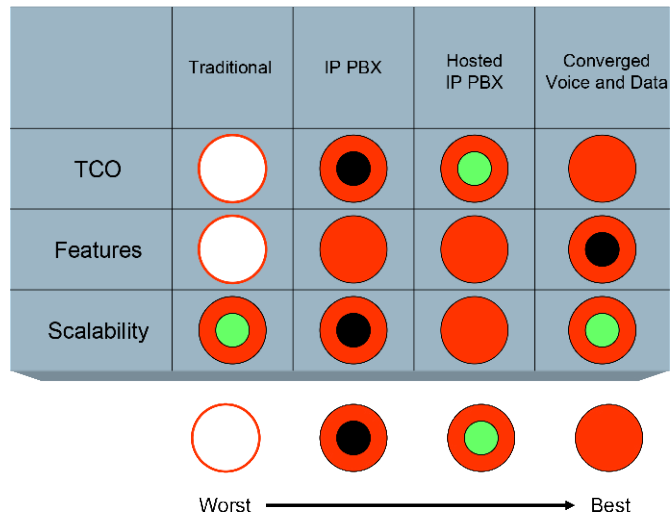 Traditional
IP PBX
Hosted
IP PBX
Converged
Voice and Data
TCO
Features
Scalability
Worst
Best